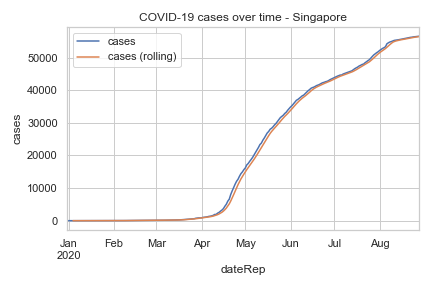 COVID-19 cases over time - Singapore
cases
cases (rolling)
50000
40000
30000
20000
10000
0
cases
Jan Feb Mar Apr May Jun Jul Aug
2020
dateRep